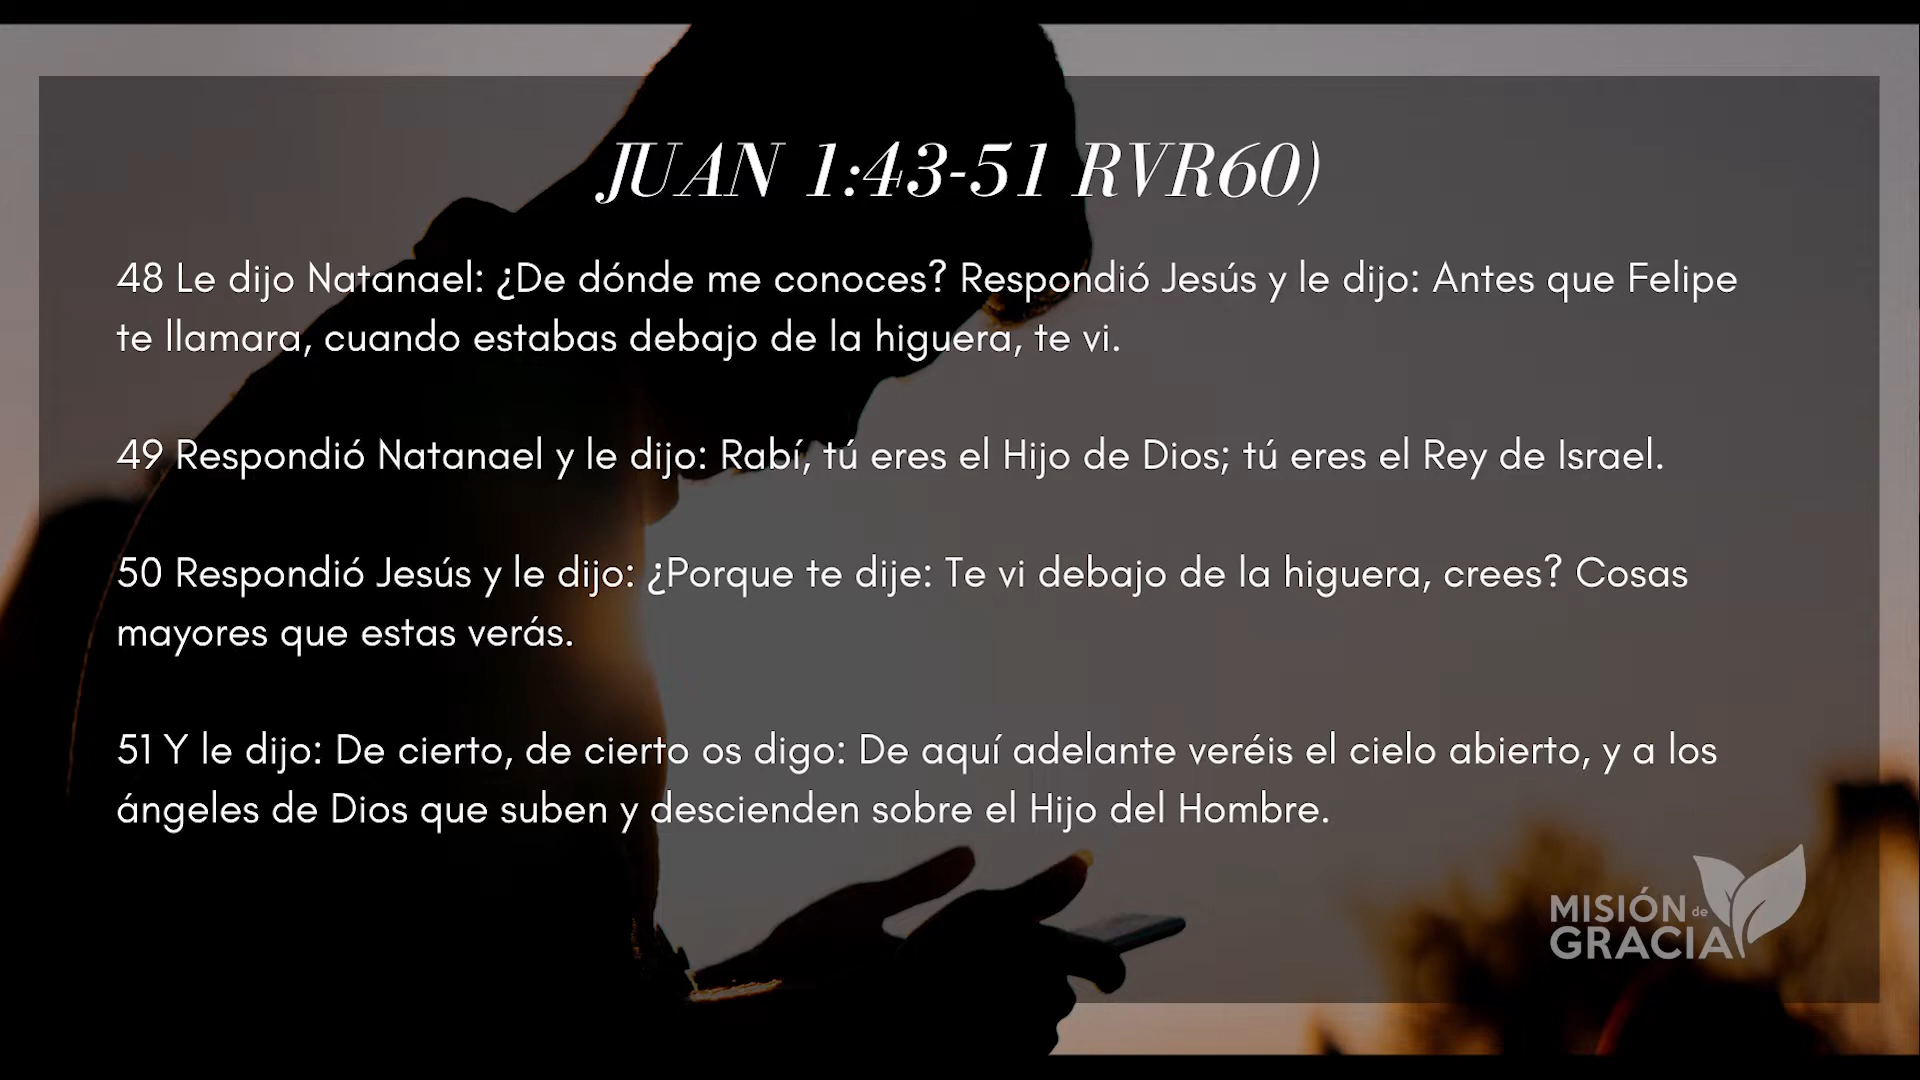 JUAN 1:43-51 RVR60)
48 Le dijo Natanael: ¿De dónde me conoces? Respondió Jesús y le dijo: Antes que Felipe
te llamara, cuando estabas debajo de la higuera, te vi.
49 Respondió Natanael y le dijo: Rabí, tú eres el Hijo de Dios; tú eres el Rey de Israel.
50 Respondió Jesús y le dijo: ¿Porque te dije: Te vi debajo de la higuera, crees? Cosas
mayores que estas verás.
51 Y le dijo: De cierto, de cierto os digo: De aquí adelante veréis el cielo abierto, y a los
ángeles de Dios que suben y descienden sobre el Hijo del Hombre.
MISIÓN de
GRACIA